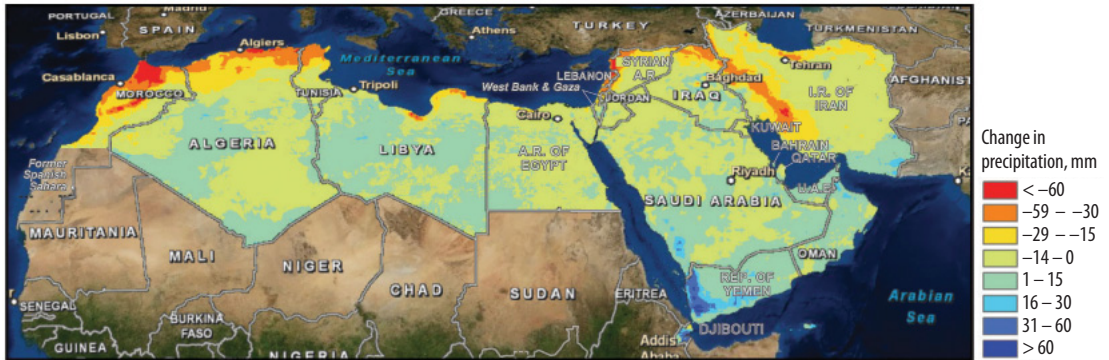 PORTUGAL
Madrid
Lisbon
SPAIN
GREECE
Athens
TURKEY
AZERBAIJAN
TURKMENISTAN
Algiers
Mediterranean
Sea
Casablanca
MOROCCO
TUNISIA
Tripoli
LEBANON
SYRIAN
A.R.
West Bank & Gaza
JORDAN
Baghdad
IRAQ
Tehran
I.R. OF
IRAN
AFGHANIST
Cairo
KUWAIT
BAHRAIN
QATAR
ALGERIA
LIBYA
A.R. OF
EGYPT
Riyadh
U.A.E.
SAUDI ARABIA
Former
Spanish
Sahara
MAURITANIA
MALI
NIGER
CHAD
SUDAN
ERITREA
OMAN
REP. OF
YEMEN
Arabian
Sea
SENEGAL
BURKINA
FASO
GUINEA
NIGERIA
DJIBOUTI
Addis
Ababa
Change in
precipitation, mm
< –60
–59 – –30
–29 – –15
–14 – 0
1 – 15
16 – 30
31 – 60
> 60